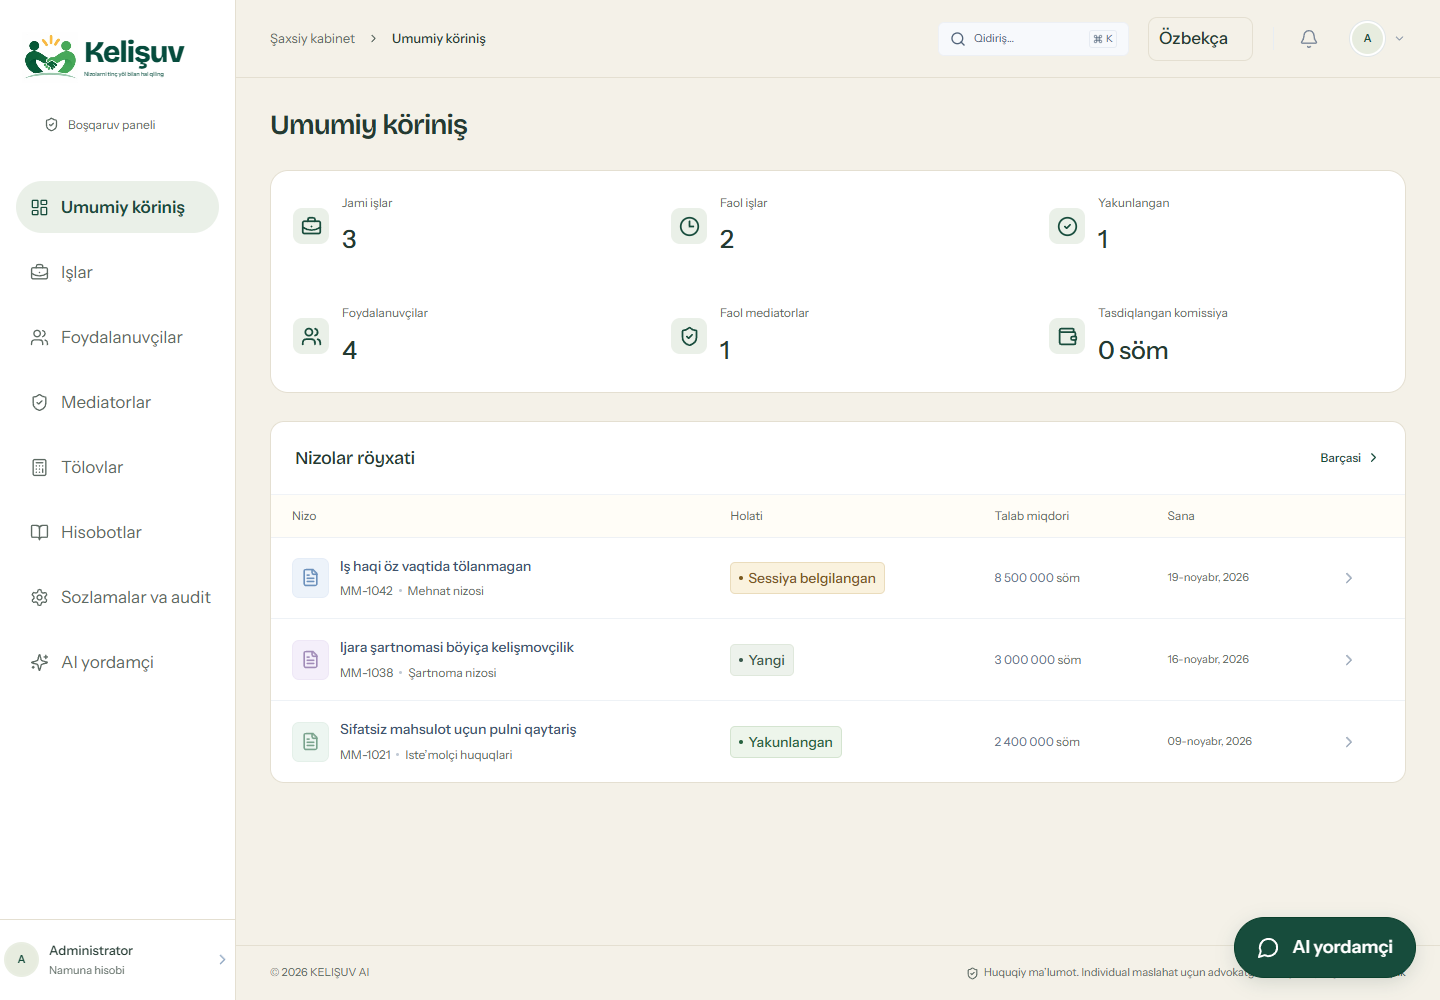 Kelişuv
Nizolarni tinç yöl bilan hal qiling
Boşqaruv paneli
Umumiy köriniş
Işlar
Foydalanuvçilar
Mediatorlar
Tölovlar
Hisobotlar
Sozlamalar va audit
AI yordamçi
A
Administrator
Namuna hisobi
Şaxsiy kabinet
Umumiy köriniş
Qidiriş...
⌘ K
Özbekça
A
Umumiy köriniş
Jami işlar
3
Faol işlar
2
Yakunlangan
1
Foydalanuvçilar
4
Faol mediatorlar
1
Tasdiqlangan komissiya
0 söm
Nizolar röyxati
Barçasi
Nizo Holati Talab miqdori Sana
Iş haqi öz vaqtida tölanmagan
MM-1042 • Mehnat nizosi
• Sessiya belgilangan
8 500 000 söm
19-noyabr, 2026
Ijara şartnomasi böyiça kelişmovçilik
MM-1038 • Şartnoma nizosi
• Yangi
3 000 000 söm
16-noyabr, 2026
Sifatsiz mahsulot uçun pulni qaytariş
MM-1021 • Iste’molçi huquqlari
• Yakunlangan
2 400 000 söm
09-noyabr, 2026
© 2026 KELIŞUV AI
Huquqiy ma’lumot. Individual maslahat uçun
AI yordamçi